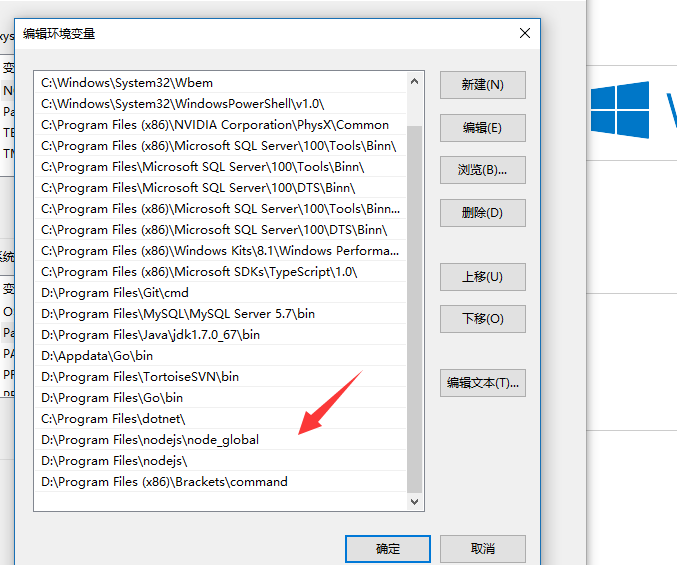 编辑环境变量
C:\Windows\System32\Wbem
C:\Windows\System32\WindowsPowerShell\v1.0\
C:\Program Files (x86)\NVIDIA Corporation\PhysX\Common
C:\Program Files (x86)\Microsoft SQL Server\100\Tools\Binn\
C:\Program Files\Microsoft SQL Server\100\Tools\Binn\
C:\Program Files\Microsoft SQL Server\100\DTS\Binn\
C:\Program Files (x86)\Microsoft SQL Server\100\Tools\Binn...
C:\Program Files (x86)\Microsoft SQL Server\100\DTS\Binn\
C:\Program Files (x86)\Windows Kits\8.1\Windows Performa...
C:\Program Files (x86)\Microsoft SDKs\TypeScript\1.0\
D:\Program Files\Git\cmd
D:\Program Files\MySQL\MySQL Server 5.7\bin
D:\Program Files\Java\jdk1.7.0_67\bin
D:\Appdata\Go\bin
D:\Program Files\TortoiseSVN\bin
D:\Program Files\Go\bin
C:\Program Files\dotnet\
D:\Program Files\nodejs\node_global
D:\Program Files\nodejs\
D:\Program Files (x86)\Brackets\command
新建(N)
编辑(E)
浏览(B)...
删除(D)
上移(U)
下移(O)
编辑文本(T)...
确定
取消